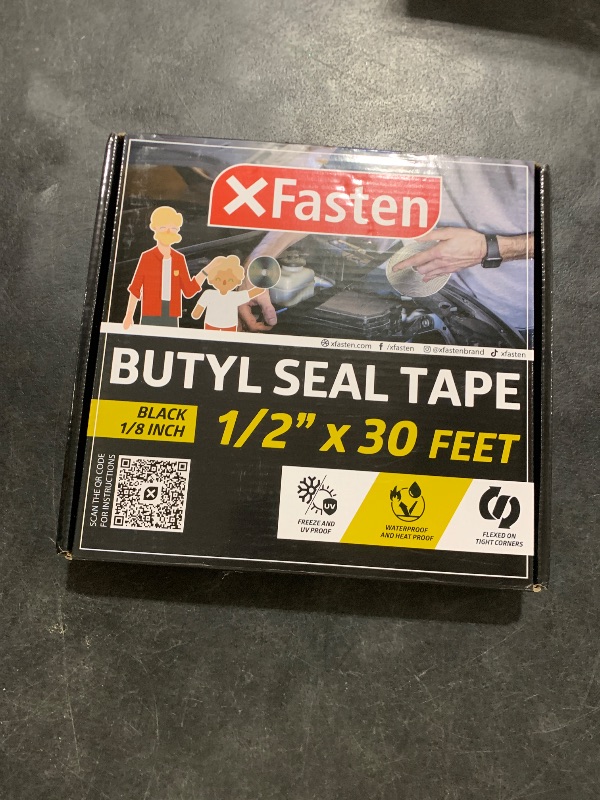 XFasten
xfasten.com /xfasten @xfastenbrand xfasten
BUTYL SEAL TAPE
BLACK
1/8 INCH
1/2” x 30 FEET
SCAN THE QR CODE
FOR INSTRUCTIONS
UV
FREEZE AND
UV PROOF
WATERPROOF
AND HEAT PROOF
FLEXED ON
TIGHT CORNERS